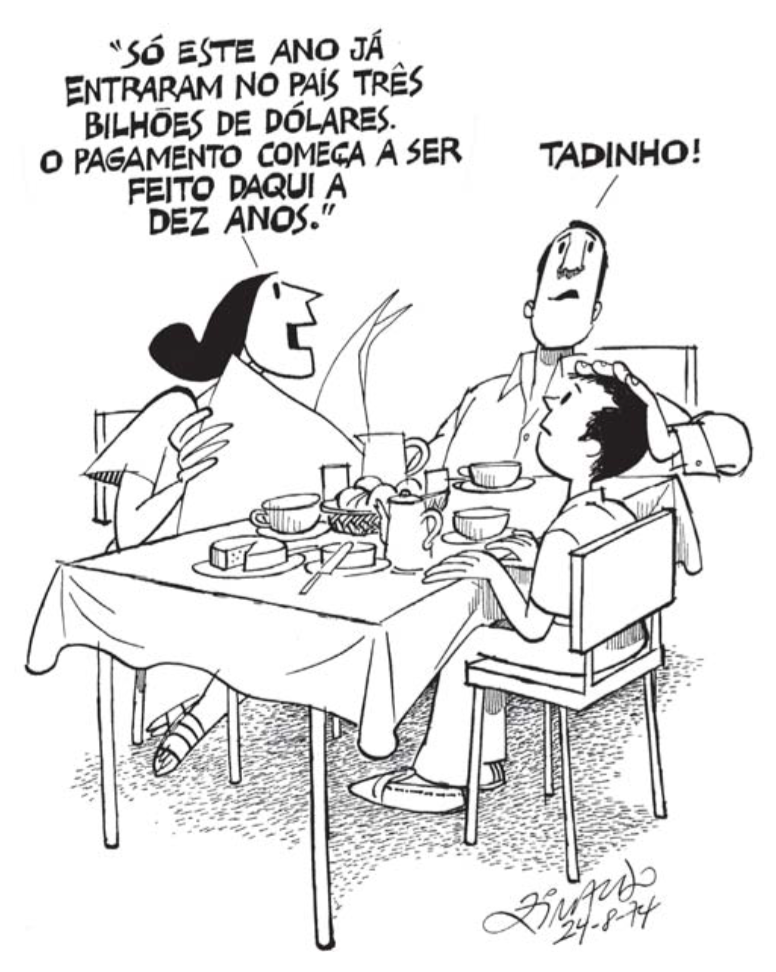 "SÓ ESTE ANO JÁ
ENTRARAM NO PAÍS TRÊS
BILHÕES DE DÓLARES.
O PAGAMENTO COMEÇA A SER
FEITO DAQUI A
DEZ ANOS."
TADINHO!
ZIRALDO
24-8-74